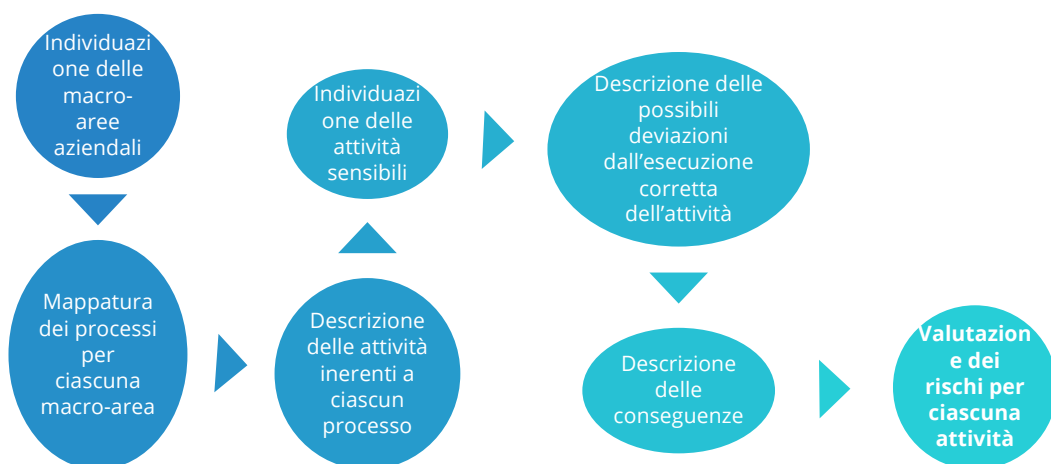 Individuazi
one delle
macro-
aree
aziendali
Mappatura
dei processi
per
ciascuna
macro-area
Descrizione
delle attività
inerenti a
ciascun
processo
Individuazi
one delle
attività
sensibili
Descrizione delle
possibili
deviazioni
dall’esecuzione
corretta
dell’attività
Descrizione
delle
conseguenze
Valutazion
e dei
rischi per
ciascuna
attività